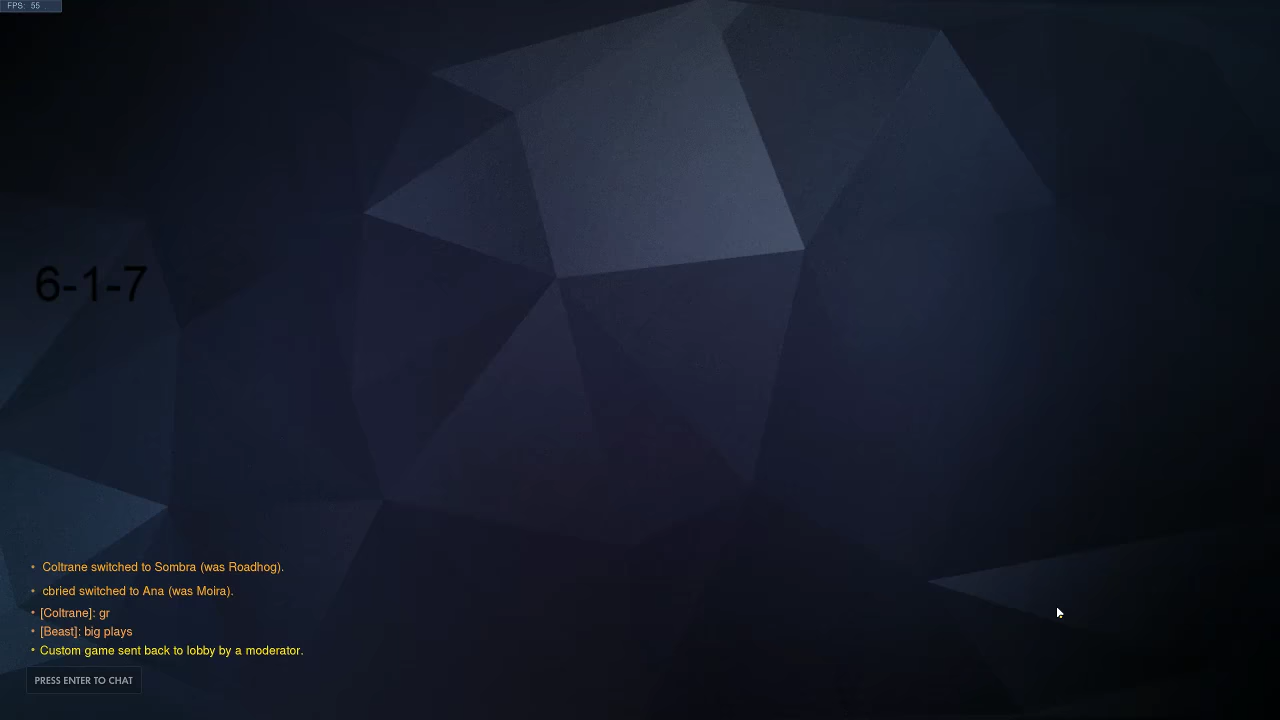 FPS: 55
6-1-7
• Coltrane switched to Sombra (was Roadhog).
• cbried switched to Ana (was Moira).
• [Coltrane]: gr
• [Beast]: big plays
• Custom game sent back to lobby by a moderator.
PRESS ENTER TO CHAT